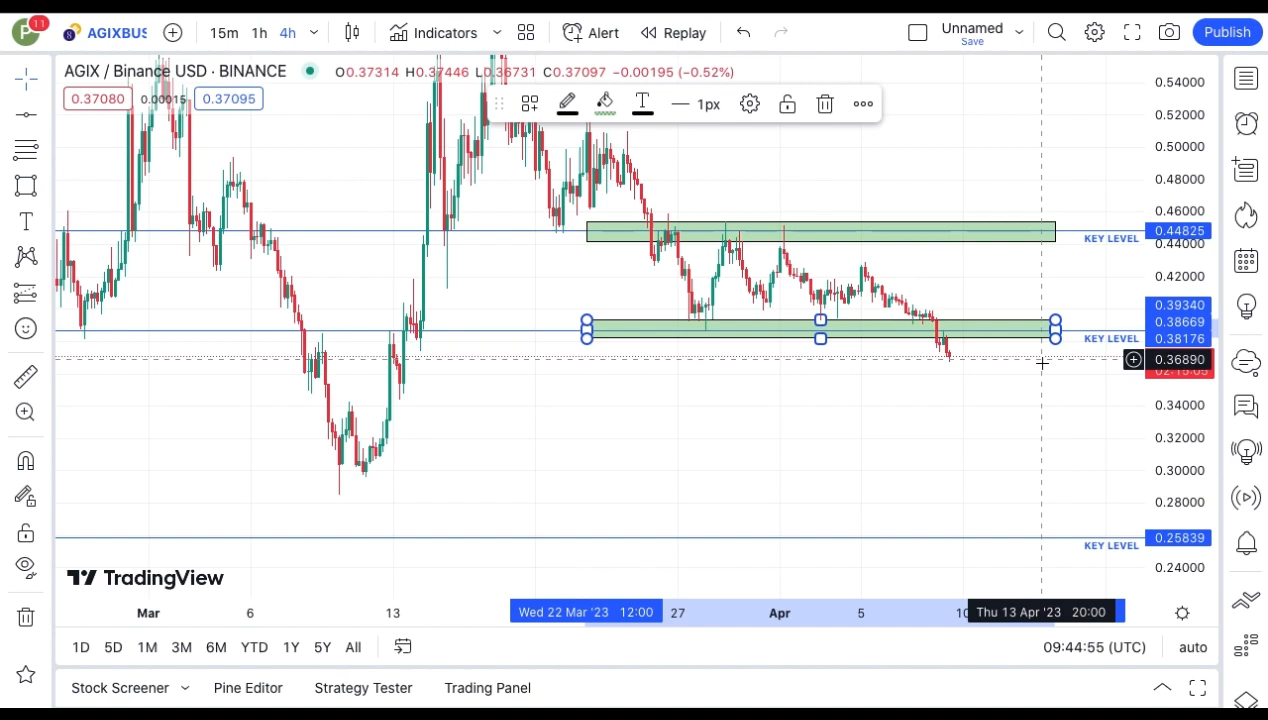 P 11 AGIXBUS 15m 1h 4h Indicators Alert Replay Unnamed Save Publish
AGIX / Binance USD · BINANCE O0.37314 H0.37446 L0.36731 C0.37097 −0.00195 (−0.52%)
0.37080 0.00015 0.37095
1px
0.54000
0.52000
0.50000
0.48000
0.46000
0.44825
KEY LEVEL
0.44000
0.42000
0.39340
0.38669
KEY LEVEL 0.38176
0.36890
02:15:05
0.34000
0.32000
0.30000
0.28000
0.25839
KEY LEVEL
0.24000
TradingView
Mar 6 13 Wed 22 Mar '23 12:00 27 Apr 5 10 Thu 13 Apr '23 20:00
1D 5D 1M 3M 6M YTD 1Y 5Y All 09:44:55 (UTC) auto
Stock Screener Pine Editor Strategy Tester Trading Panel